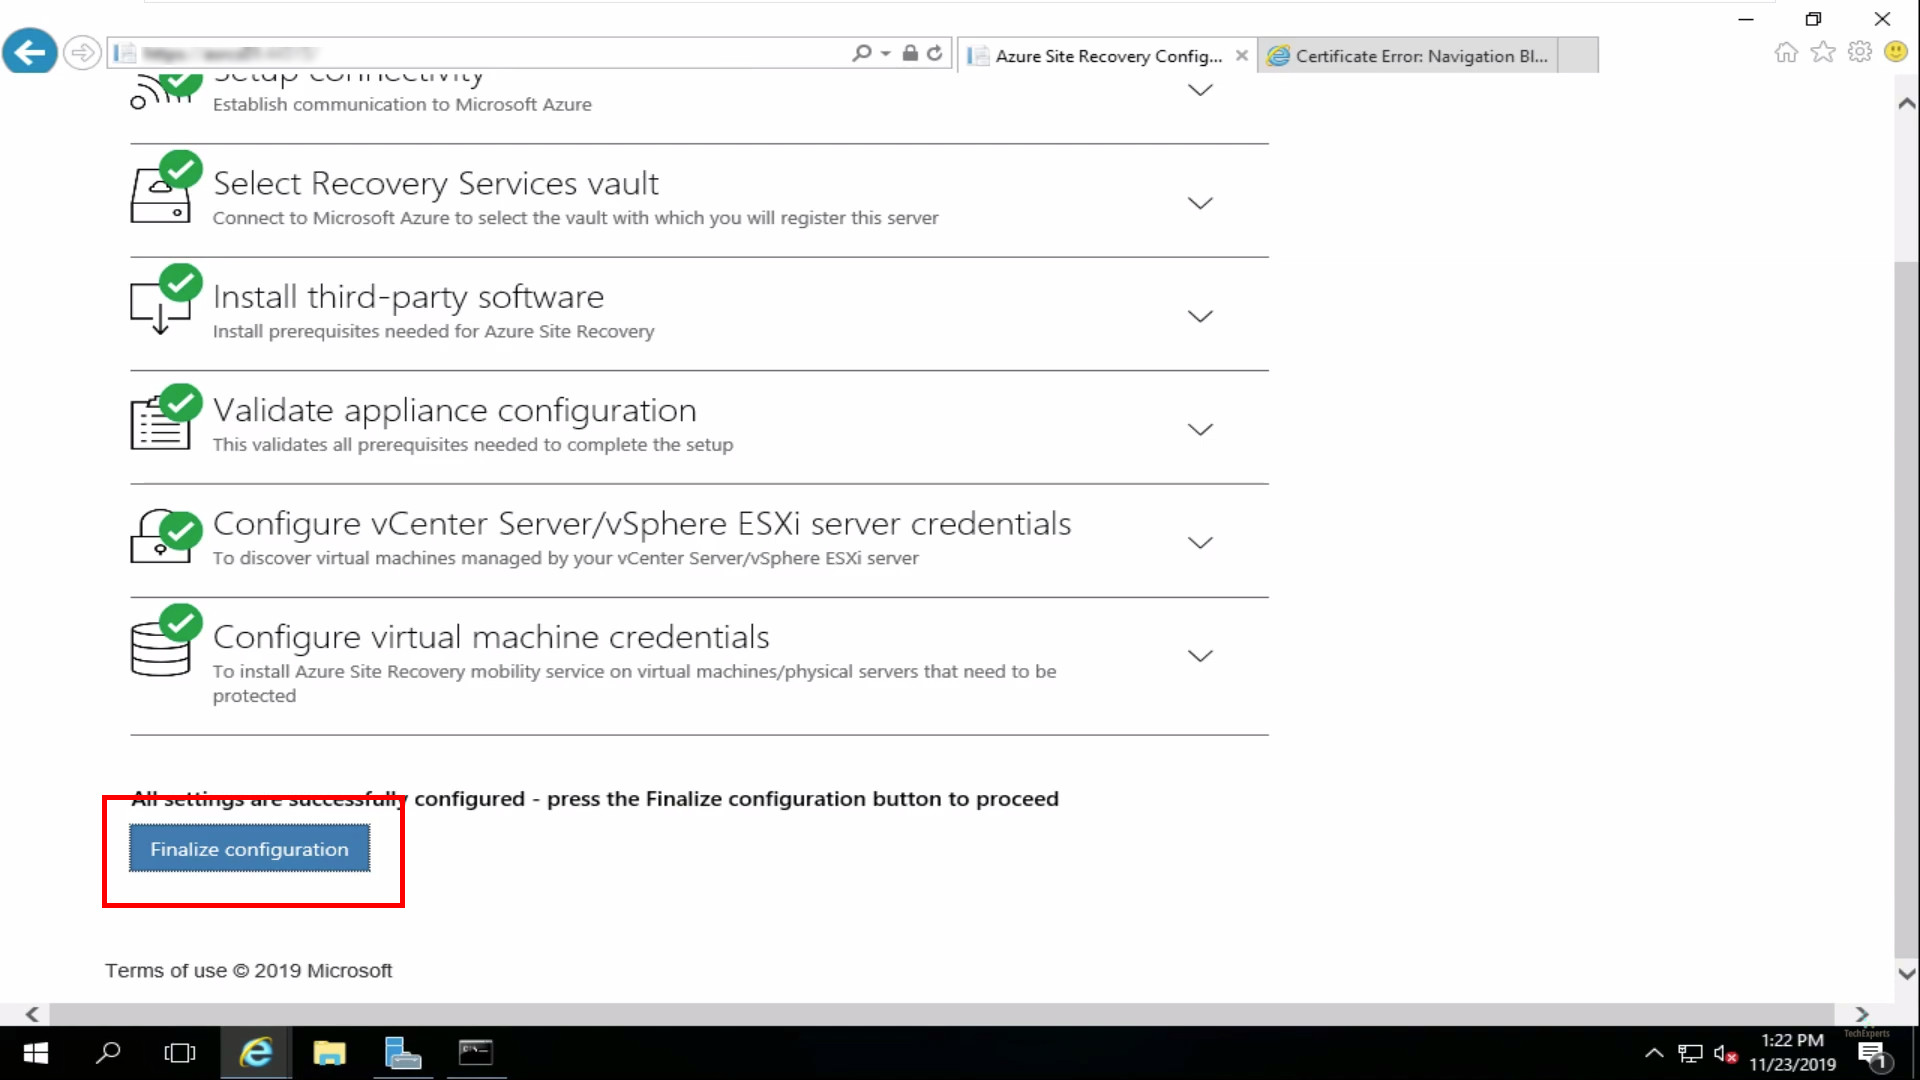 Azure Site Recovery Config...
Certificate Error: Navigation Bl...
Setup connectivity
Establish communication to Microsoft Azure
Select Recovery Services vault
Connect to Microsoft Azure to select the vault with which you will register this server
Install third-party software
Install prerequisites needed for Azure Site Recovery
Validate appliance configuration
This validates all prerequisites needed to complete the setup
Configure vCenter Server/vSphere ESXi server credentials
To discover virtual machines managed by your vCenter Server/vSphere ESXi server
Configure virtual machine credentials
To install Azure Site Recovery mobility service on virtual machines/physical servers that need to be
protected
All settings are successfully configured - press the Finalize configuration button to proceed
Finalize configuration
Terms of use © 2019 Microsoft
TechExperts
1:22 PM
11/23/2019
1